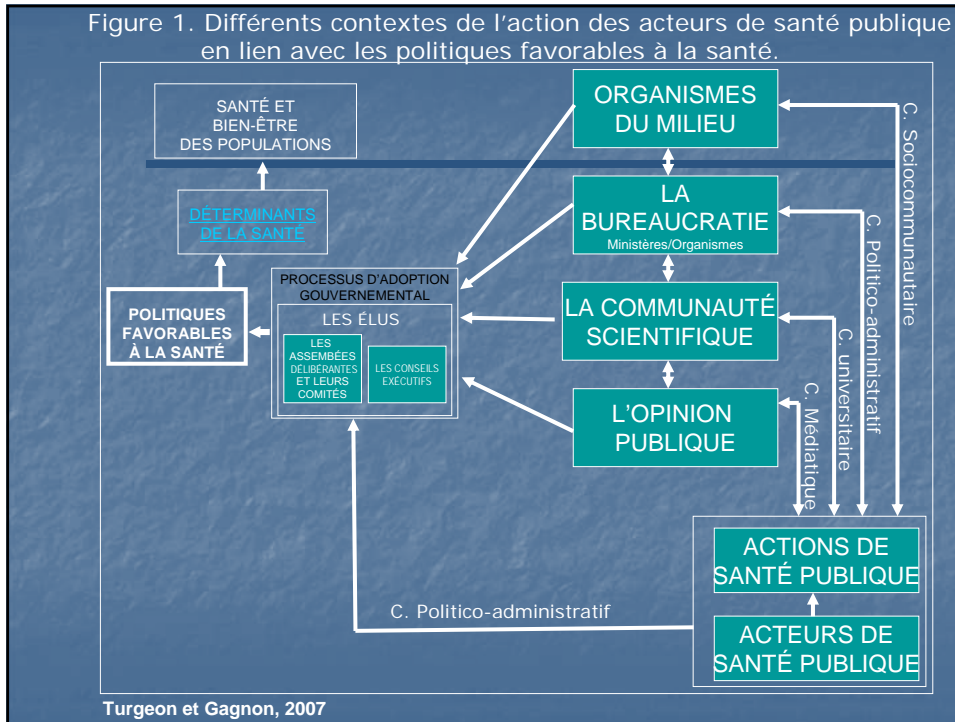 Figure 1. Différents contextes de l'action des acteurs de santé publique
en lien avec les politiques favorables à la santé.
SANTÉ ET
BIEN-ÊTRE
DES POPULATIONS
DÉTERMINANTS
DE LA SANTÉ
POLITIQUES
FAVORABLES
À LA SANTÉ
PROCESSUS D'ADOPTION
GOUVERNEMENTAL
LES ÉLUS
LES
ASSEMBÉES
DÉLIBÉRANTES
ET LEURS
COMITÉS
LES CONSEILS
EXÉCUTIFS
ORGANISMES
DU MILIEU
LA
BUREAUCRATIE
Ministères/Organismes
LA COMMUNAUTÉ
SCIENTIFIQUE
L'OPINION
PUBLIQUE
C. Médiatique
C. universitaire
C. Politico-administratif
C. Sociocommunautaire
ACTIONS DE
SANTÉ PUBLIQUE
ACTEURS DE
SANTÉ PUBLIQUE
C. Politico-administratif
Turgeon et Gagnon, 2007